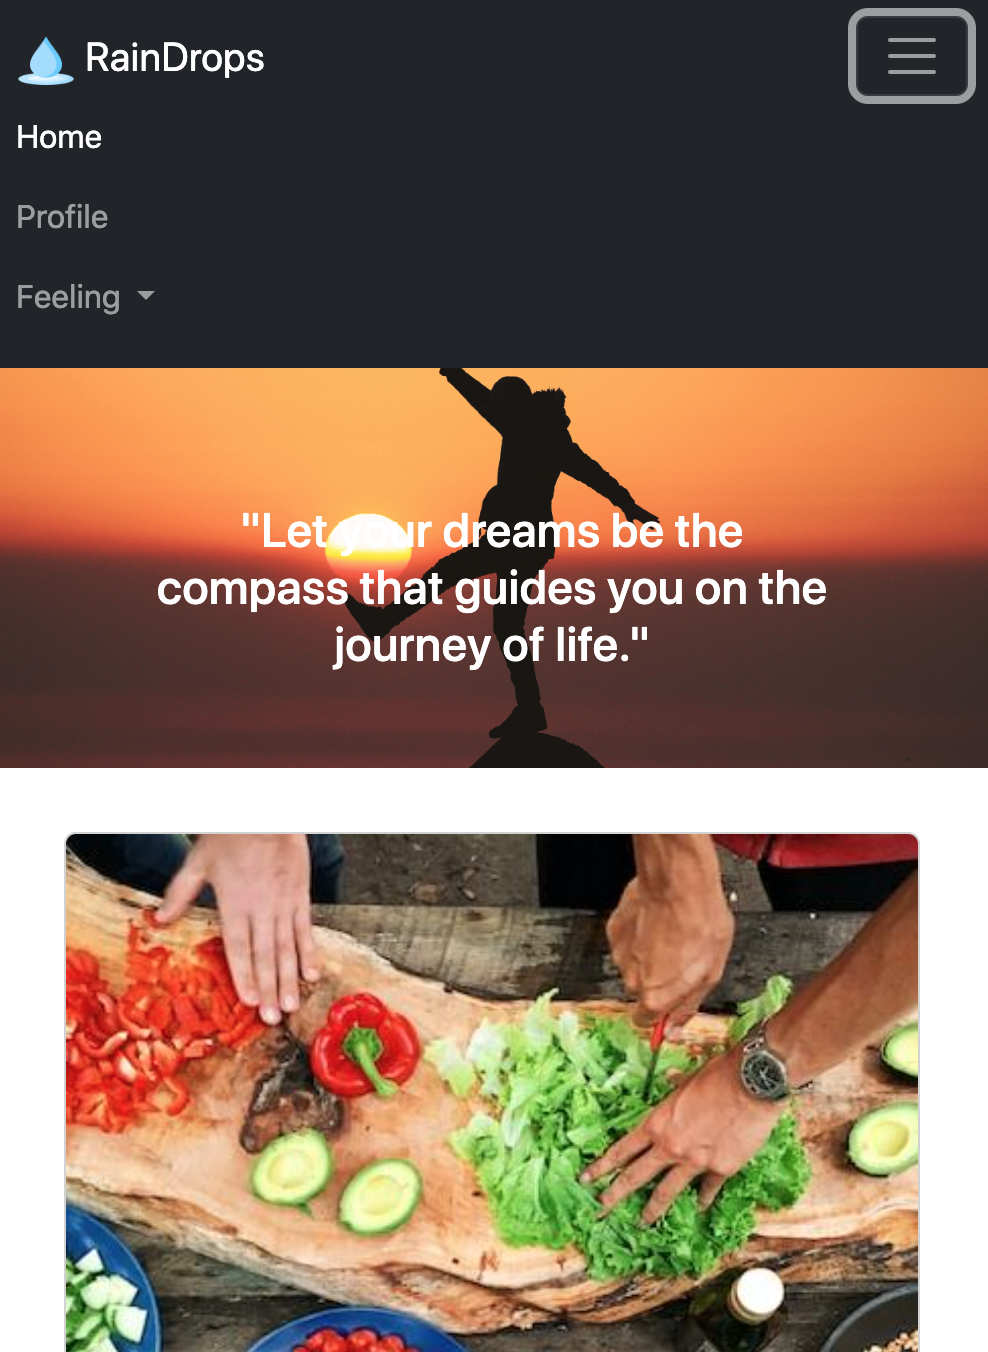 RainDrops
Home
Profile
Feeling
"Let your dreams be the
compass that guides you on the
journey of life."